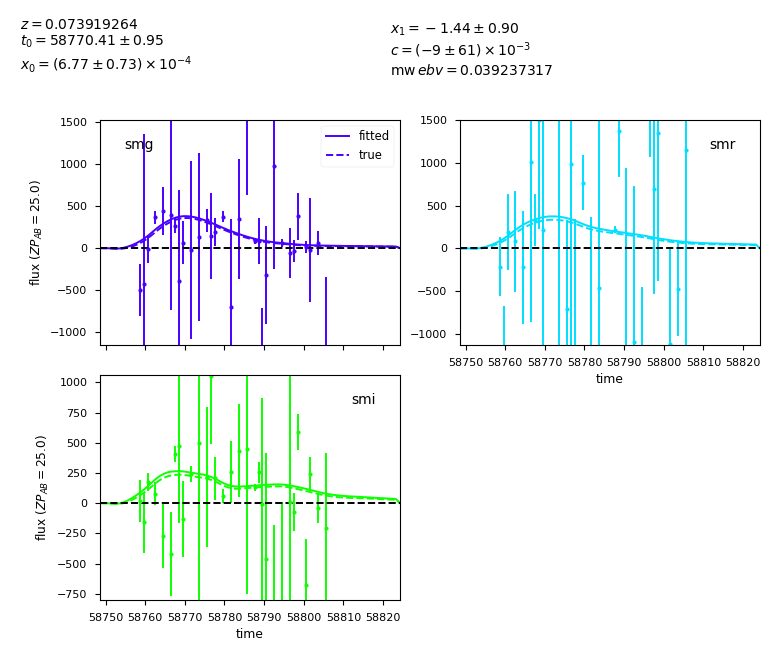 z = 0.073919264
t₀ = 58770.41 ± 0.95
x₀ = (6.77 ± 0.73) × 10⁻⁴
x₁ = −1.44 ± 0.90
c = (−9 ± 61) × 10⁻³
mw ebv = 0.039237317
smg
fitted
true
1500
1000
500
0
−500
−1000
flux (ZP_AB = 25.0)
smr
1500
1000
500
0
−500
−1000
58750 58760 58770 58780 58790 58800 58810 58820
time
smi
1000
750
500
250
0
−250
−500
−750
flux (ZP_AB = 25.0)
58750 58760 58770 58780 58790 58800 58810 58820
time